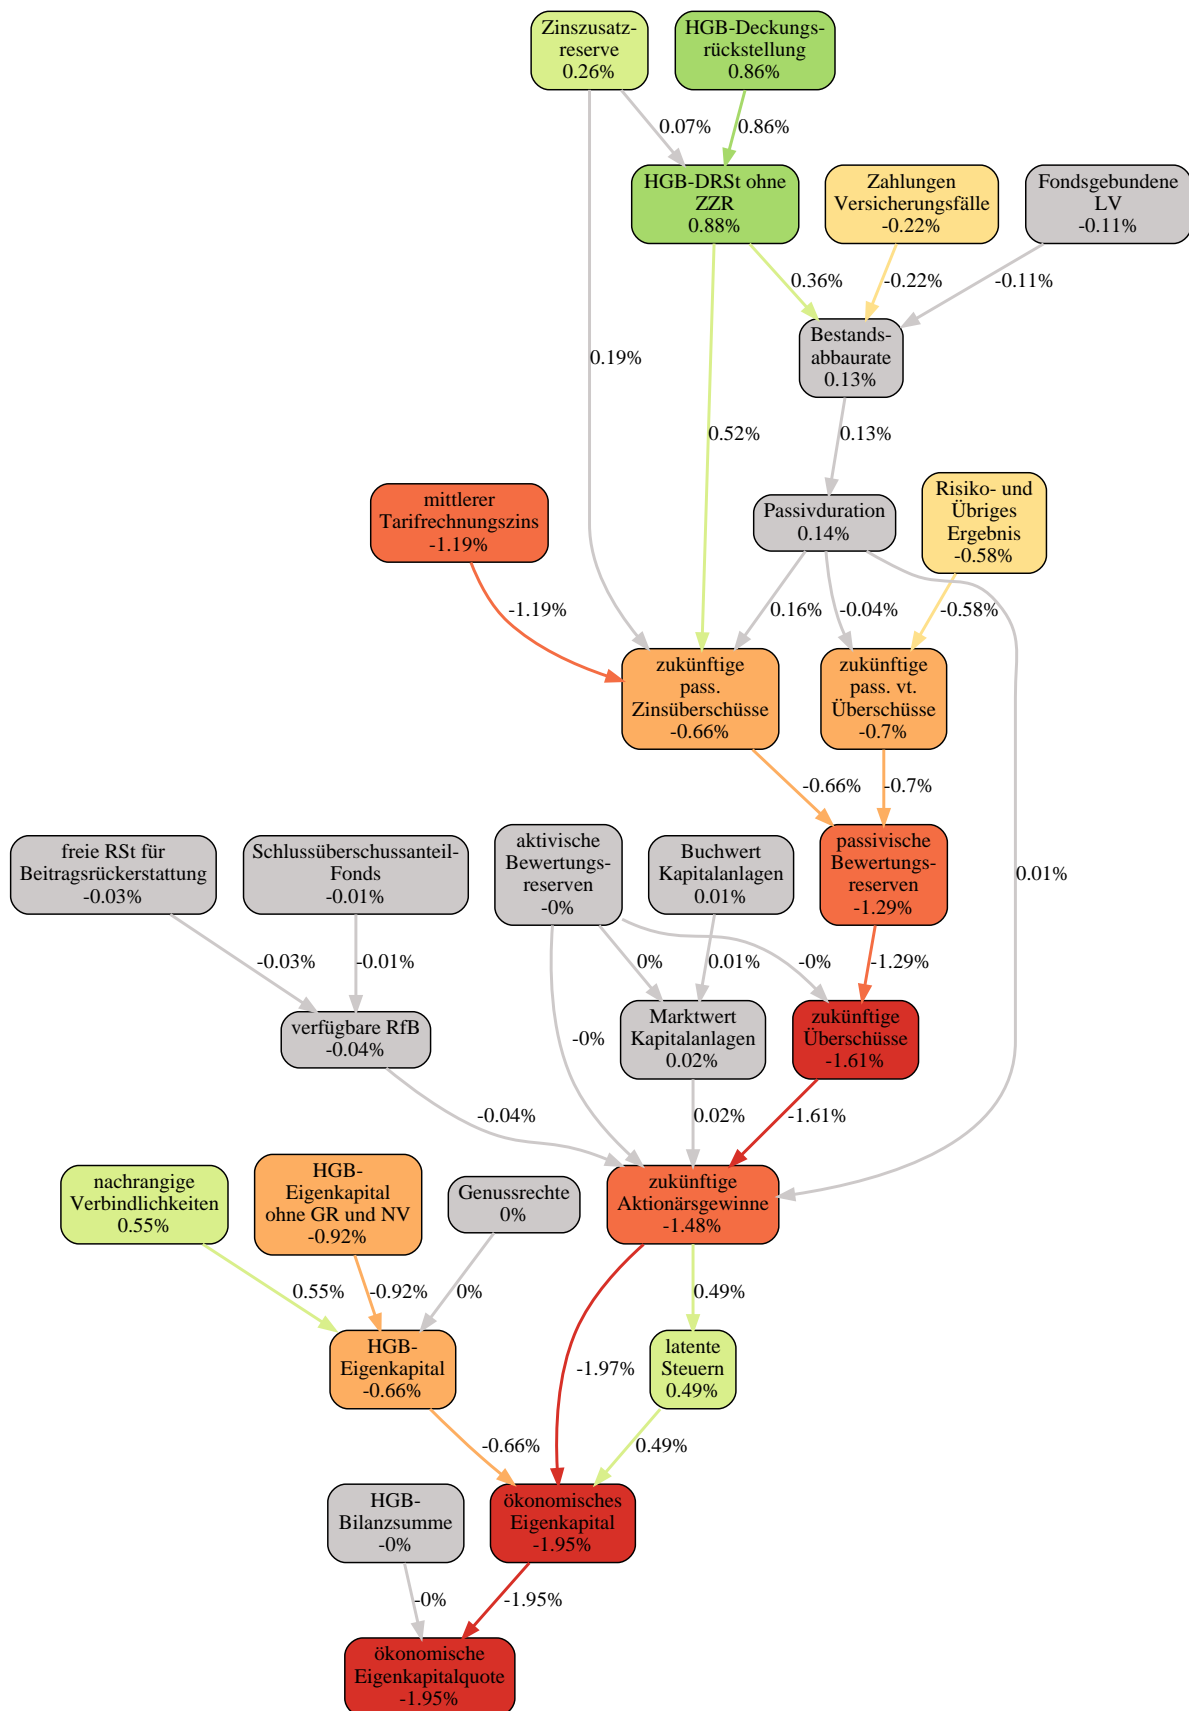 Zinszusatz-
reserve
0.26%
HGB-Deckungs-
rückstellung
0.86%
0.07%
0.86%
HGB-DRSt ohne
ZZR
0.88%
Zahlungen
Versicherungsfälle
-0.22%
Fondsgebundene
LV
-0.11%
0.36%
-0.22%
-0.11%
0.19%
Bestands-
abbaurate
0.13%
0.52%
0.13%
mittlerer
Tarifrechnungszins
-1.19%
Passivduration
0.14%
Risiko- und
Übriges
Ergebnis
-0.58%
-1.19%
0.16%
-0.04%
-0.58%
zukünftige
pass.
Zinsüberschüsse
-0.66%
zukünftige
pass. vt.
Überschüsse
-0.7%
-0.66%
-0.7%
0.01%
freie RSt für
Beitragsrückerstattung
-0.03%
Schlussüberschussanteil-
Fonds
-0.01%
aktivische
Bewertungs-
reserven
-0%
Buchwert
Kapitalanlagen
0.01%
passivische
Bewertungs-
reserven
-1.29%
-0.03%
-0.01%
0%
0.01%
-0%
-1.29%
verfügbare RfB
-0.04%
-0%
Marktwert
Kapitalanlagen
0.02%
zukünftige
Überschüsse
-1.61%
-0.04%
0.02%
-1.61%
nachrangige
Verbindlichkeiten
0.55%
HGB-
Eigenkapital
ohne GR und NV
-0.92%
Genussrechte
0%
zukünftige
Aktionärsgewinne
-1.48%
0.55%
-0.92%
0%
0.49%
HGB-
Eigenkapital
-0.66%
-1.97%
latente
Steuern
0.49%
-0.66%
0.49%
HGB-
Bilanzsumme
-0%
ökonomisches
Eigenkapital
-1.95%
-0%
-1.95%
ökonomische
Eigenkapitalquote
-1.95%